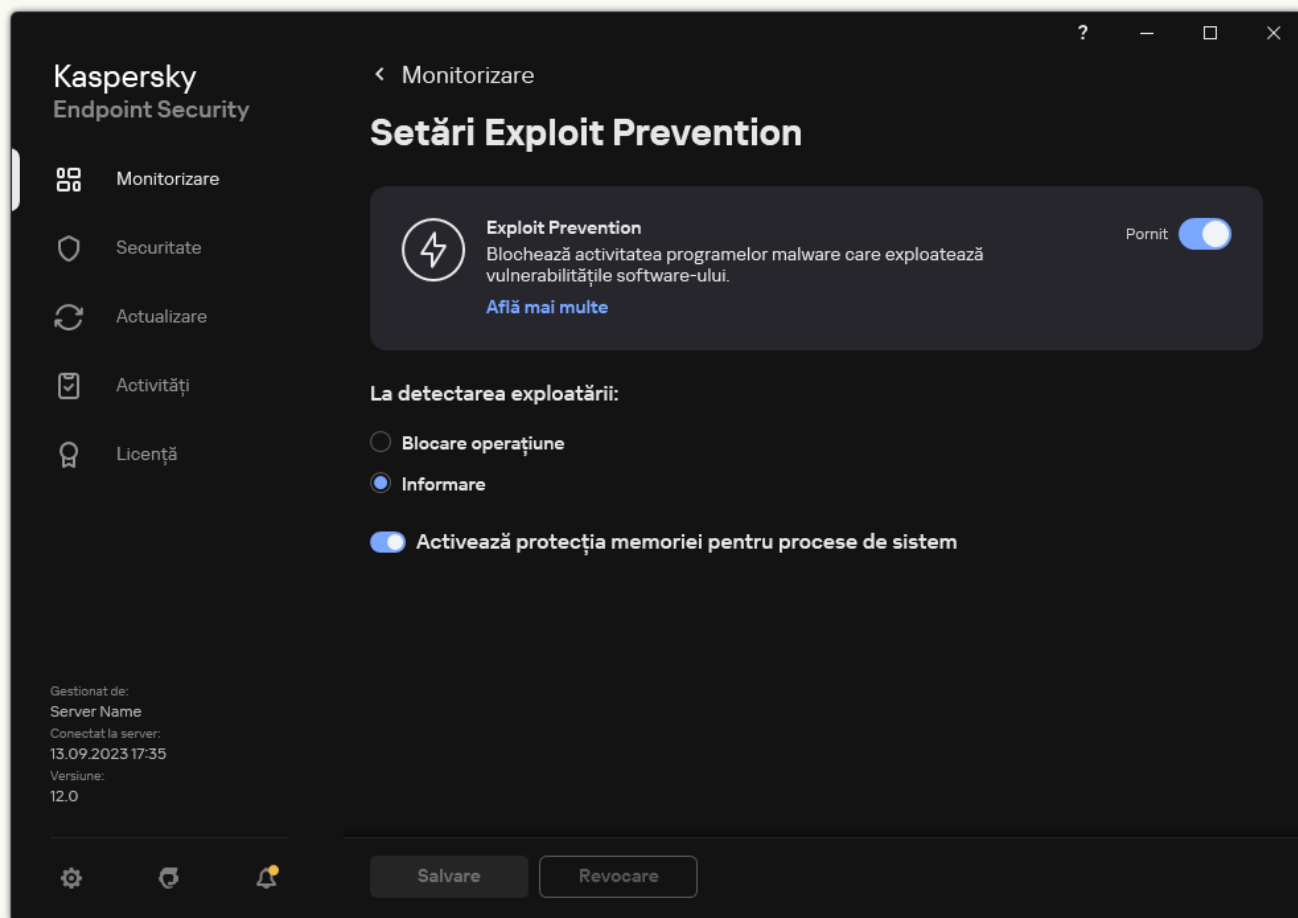 ?
Kaspersky
Endpoint Security
Monitorizare
Securitate
Actualizare
Activități
Licență
Gestionat de:
Server Name
Conectat la server:
13.09.2023 17:35
Versiune:
12.0
Monitorizare
Setări Exploit Prevention
Exploit Prevention
Blochează activitatea programelor malware care exploatează
vulnerabilitățile software-ului.
Află mai multe
Pornit
La detectarea exploatării:
Blocare operațiune
Informare
Activează protecția memoriei pentru procese de sistem
Salvare
Revocare